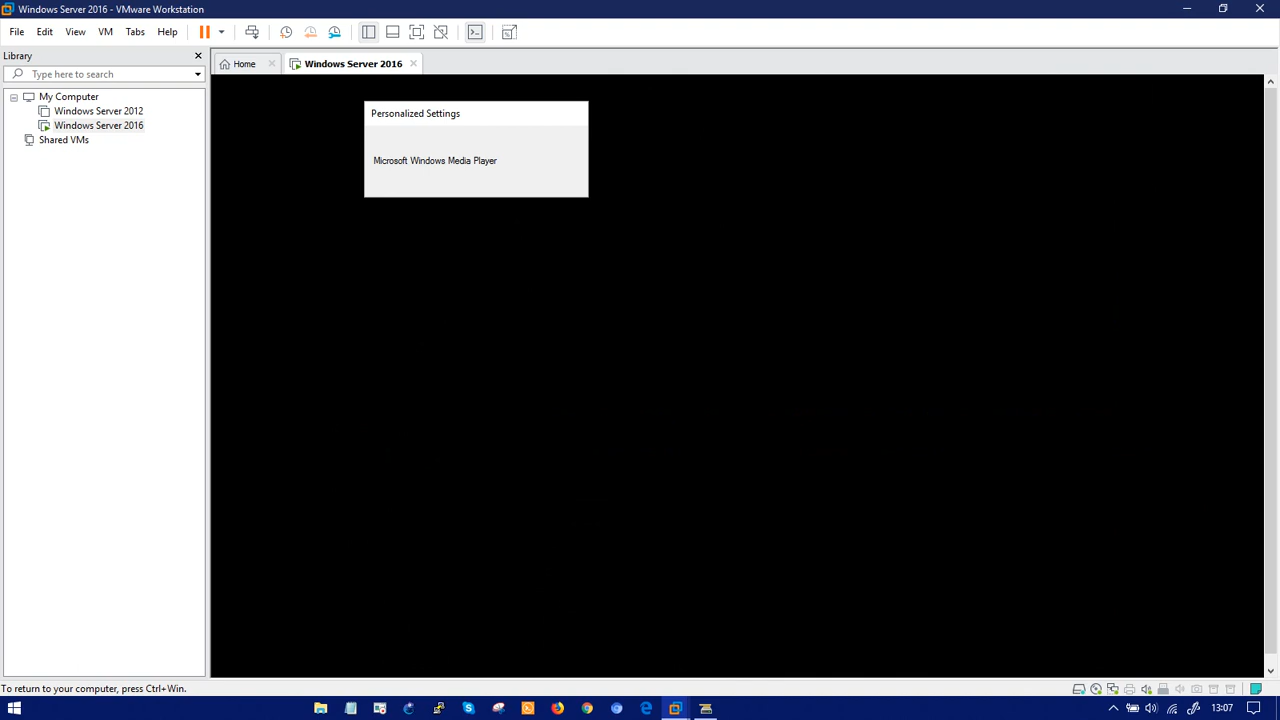 Windows Server 2016 - VMware Workstation
File Edit View VM Tabs Help
Library
Type here to search
Home
Windows Server 2016
My Computer
Windows Server 2012
Windows Server 2016
Shared VMs
Personalized Settings
Microsoft Windows Media Player
To return to your computer, press Ctrl+Win.
13:07